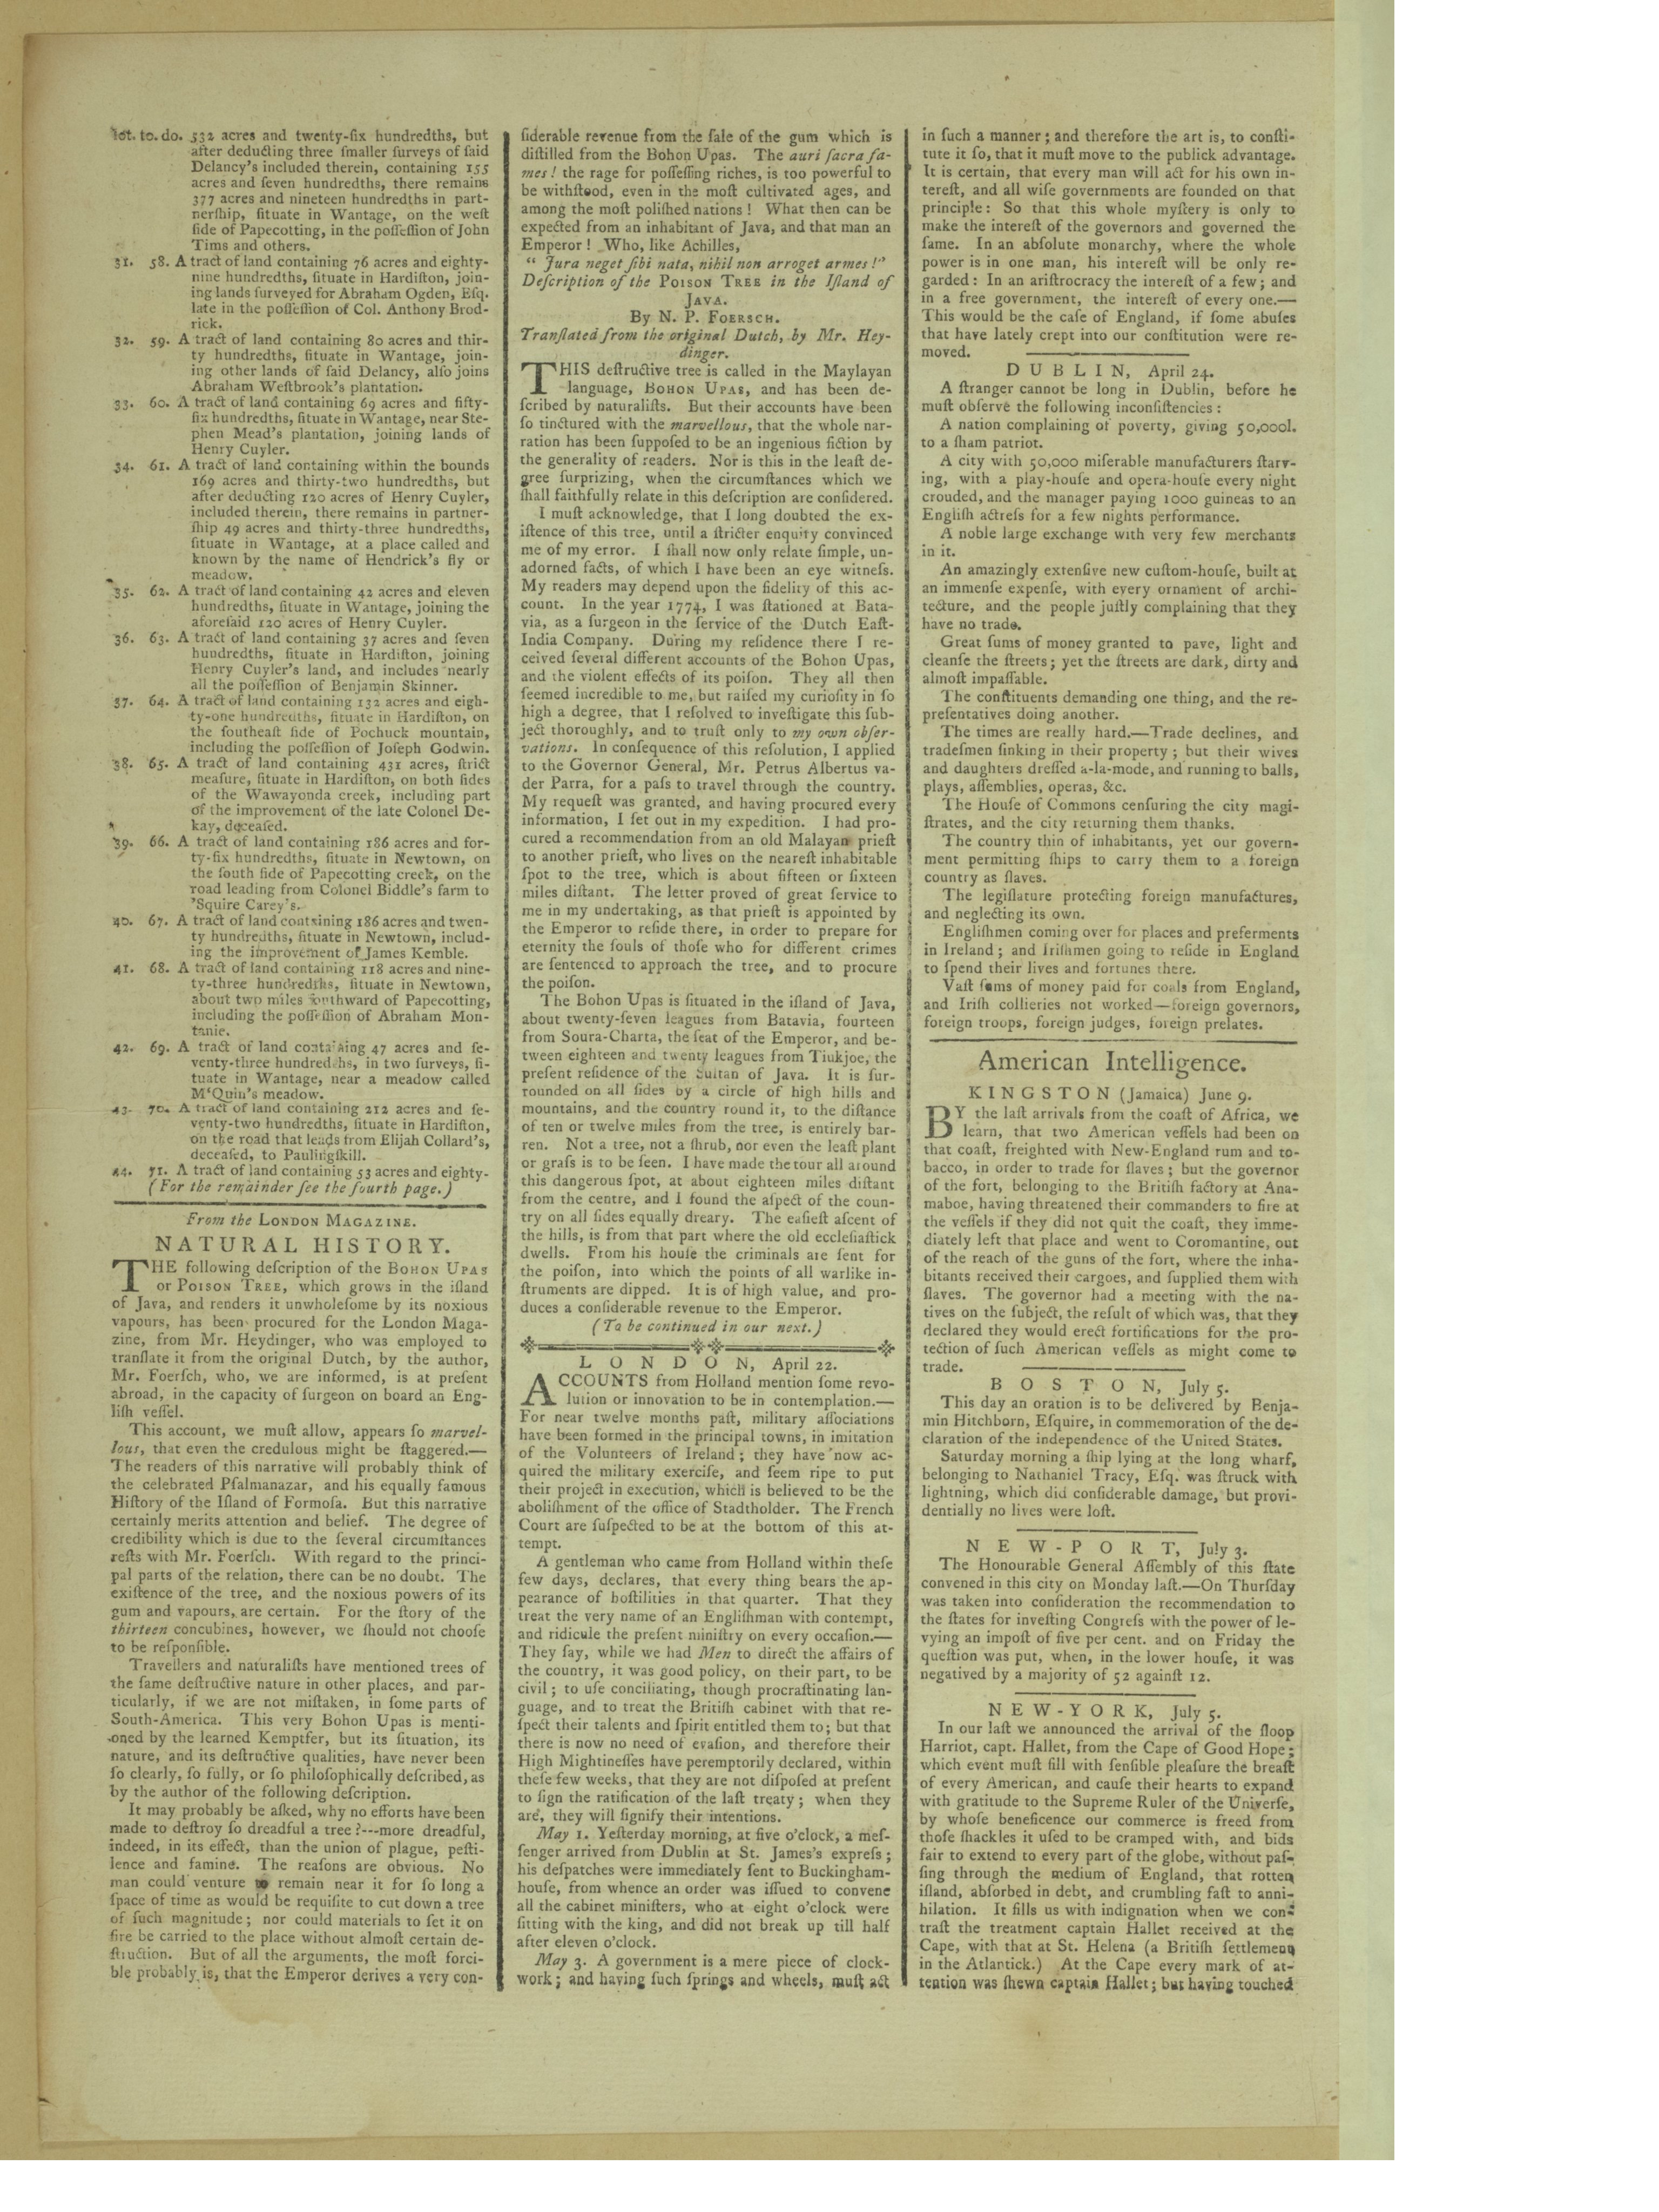 lot. to. do. 532 acres and twenty-ſix hundredths, but
after deducting three ſmaller ſurveys of ſaid
Delancy's included therein, containing 155
acres and ſeven hundredths, there remains
377 acres and nineteen hundredths in part-
nerſhip, ſituate in Wantage, on the weſt
ſide of Papecotting, in the poſſeſſion of John
Tims and others.
31. 58. A tract of land containing 76 acres and eighty-
nine hundredths, ſituate in Hardiſton, join-
ing lands ſurveyed for Abraham Ogden, Eſq.
late in the poſſeſſion of Col. Anthony Brod-
rick.
32. 59. A tract of land containing 80 acres and thir-
ty hundredths, ſituate in Wantage, join-
ing other lands of ſaid Delancy, alſo joins
Abraham Weſtbrook's plantation.
33. 60. A tract of land containing 69 acres and fifty-
ſix hundredths, ſituate in Wantage, near Ste-
phen Mead's plantation, joining lands of
Henry Cuyler.
34. 61. A tract of land containing within the bounds
169 acres and thirty-two hundredths, but
after deducting 120 acres of Henry Cuyler,
included therein, there remains in partner-
ſhip 49 acres and thirty-three hundredths,
ſituate in Wantage, at a place called and
known by the name of Hendrick's fly or
meadow.
35. 62. A tract of land containing 42 acres and eleven
hundredths, ſituate in Wantage, joining the
aforeſaid 120 acres of Henry Cuyler.
36. 63. A tract of land containing 37 acres and ſeven
hundredths, ſituate in Hardiſton, joining
Henry Cuyler's land, and includes nearly
all the poſſeſſion of Benjamin Skinner.
37. 64. A tract of land containing 132 acres and eigh-
ty-one hundredths, ſituate in Hardiſton, on
the ſoutheaſt ſide of Pochuck mountain,
including the poſſeſſion of Joſeph Godwin.
38. 65. A tract of land containing 431 acres, ſtrict
meaſure, ſituate in Hardiſton, on both ſides
of the Wawayonda creek, including part
of the improvement of the late Colonel De-
kay, deceaſed.
39. 66. A tract of land containing 186 acres and for-
ty-ſix hundredths, ſituate in Newtown, on
the ſouth ſide of Papecotting creek, on the
road leading from Colonel Biddle's farm to
'Squire Carey's.
40. 67. A tract of land containing 186 acres and twen-
ty hundredths, ſituate in Newtown, includ-
ing the improvement of James Kemble.
41. 68. A tract of land containing 118 acres and nine-
ty-three hundredths, ſituate in Newtown,
about two miles ſouthward of Papecotting,
including the poſſeſſion of Abraham Mon-
tanie.
42. 69. A tract of land containing 47 acres and ſe-
venty-three hundredths, in two ſurveys, ſi-
tuate in Wantage, near a meadow called
M'Quin's meadow.
43. 70. A tract of land containing 212 acres and ſe-
venty-two hundredths, ſituate in Hardiſton,
on the road that leads from Elijah Collard's,
deceaſed, to Paulingſkill.
44. 71. A tract of land containing 53 acres and eighty-
(For the remainder ſee the fourth page.)
From the LONDON MAGAZINE.
NATURAL HISTORY.
THE following deſcription of the BOHON UPAS
or POISON TREE, which grows in the iſland
of Java, and renders it unwholeſome by its noxious
vapours, has been procured for the London Maga-
zine, from Mr. Heydinger, who was employed to
tranſlate it from the original Dutch, by the author,
Mr. Foerſch, who, we are informed, is at preſent
abroad, in the capacity of ſurgeon on board an Eng-
liſh veſſel.
This account, we muſt allow, appears ſo marvel-
lous, that even the credulous might be ſtaggered.—
The readers of this narrative will probably think of
the celebrated Pſalmanazar, and his equally famous
Hiſtory of the Iſland of Formoſa. But this narrative
certainly merits attention and belief. The degree of
credibility which is due to the ſeveral circumſtances
reſts with Mr. Foerſch. With regard to the princi-
pal parts of the relation, there can be no doubt. The
exiſtence of the tree, and the noxious powers of its
gum and vapours, are certain. For the ſtory of the
thirteen concubines, however, we ſhould not chooſe
to be reſponſible.
Travellers and naturaliſts have mentioned trees of
the ſame deſtructive nature in other places, and par-
ticularly, if we are not miſtaken, in ſome parts of
South-America. This very Bohon Upas is menti-
oned by the learned Kemptfer, but its ſituation, its
nature, and its deſtructive qualities, have never been
ſo clearly, ſo fully, or ſo philoſophically deſcribed, as
by the author of the following deſcription.
It may probably be aſked, why no efforts have been
made to deſtroy ſo dreadful a tree?---more dreadful,
indeed, in its effect, than the union of plague, peſti-
lence and famine. The reaſons are obvious. No
man could venture to remain near it for ſo long a
ſpace of time as would be requiſite to cut down a tree
of ſuch magnitude; nor could materials to ſet it on
fire be carried to the place without almoſt certain de-
ſtruction. But of all the arguments, the moſt forci-
ble probably is, that the Emperor derives a very con-
ſiderable revenue from the ſale of the gum which is
diſtilled from the Bohon Upas. The auri ſacra fa-
mes! the rage for poſſeſſing riches, is too powerful to
be withſtood, even in the moſt cultivated ages, and
among the moſt poliſhed nations! What then can be
expected from an inhabitant of Java, and that man an
Emperor! Who, like Achilles,
" Jura neget ſibi nata, nihil non arroget armes!"
Deſcription of the POISON TREE in the Iſland of
JAVA.
By N. P. FOERSCH.
Tranſlated from the original Dutch, by Mr. Hey-
dinger.
THIS deſtructive tree is called in the Maylayan
language, BOHON UPAS, and has been de-
ſcribed by naturaliſts. But their accounts have been
ſo tinctured with the marvellous, that the whole nar-
ration has been ſuppoſed to be an ingenious fiction by
the generality of readers. Nor is this in the leaſt de-
gree ſurprizing, when the circumſtances which we
ſhall faithfully relate in this deſcription are conſidered.
I muſt acknowledge, that I long doubted the ex-
iſtence of this tree, until a ſtricter enquiry convinced
me of my error. I ſhall now only relate ſimple, un-
adorned facts, of which I have been an eye witneſs.
My readers may depend upon the fidelity of this ac-
count. In the year 1774, I was ſtationed at Bata-
via, as a ſurgeon in the ſervice of the Dutch Eaſt-
India Company. During my reſidence there I re-
ceived ſeveral different accounts of the Bohon Upas,
and the violent effects of its poiſon. They all then
ſeemed incredible to me, but raiſed my curioſity in ſo
high a degree, that I reſolved to inveſtigate this ſub-
ject thoroughly, and to truſt only to my own obſer-
vations. In conſequence of this reſolution, I applied
to the Governor General, Mr. Petrus Albertus va-
der Parra, for a paſs to travel through the country.
My requeſt was granted, and having procured every
information, I ſet out in my expedition. I had pro-
cured a recommendation from an old Malayan prieſt
to another prieſt, who lives on the neareſt inhabitable
ſpot to the tree, which is about fifteen or ſixteen
miles diſtant. The letter proved of great ſervice to
me in my undertaking, as that prieſt is appointed by
the Emperor to reſide there, in order to prepare for
eternity the ſouls of thoſe who for different crimes
are ſentenced to approach the tree, and to procure
the poiſon.
The Bohon Upas is ſituated in the iſland of Java,
about twenty-ſeven leagues from Batavia, fourteen
from Soura-Charta, the ſeat of the Emperor, and be-
tween eighteen and twenty leagues from Tiukjoe, the
preſent reſidence of the Sultan of Java. It is ſur-
rounded on all ſides by a circle of high hills and
mountains, and the country round it, to the diſtance
of ten or twelve miles from the tree, is entirely bar-
ren. Not a tree, not a ſhrub, nor even the leaſt plant
or graſs is to be ſeen. I have made the tour all around
this dangerous ſpot, at about eighteen miles diſtant
from the centre, and I found the aſpect of the coun-
try on all ſides equally dreary. The eaſieſt aſcent of
the hills, is from that part where the old eccleſiaſtick
dwells. From his houſe the criminals are ſent for
the poiſon, into which the points of all warlike in-
ſtruments are dipped. It is of high value, and pro-
duces a conſiderable revenue to the Emperor.
(To be continued in our next.)
LONDON, April 22.
ACCOUNTS from Holland mention ſome revo-
lution or innovation to be in contemplation.—
For near twelve months paſt, military aſſociations
have been formed in the principal towns, in imitation
of the Volunteers of Ireland; they have now ac-
quired the military exerciſe, and ſeem ripe to put
their project in execution, which is believed to be the
aboliſhment of the office of Stadtholder. The French
Court are ſuſpected to be at the bottom of this at-
tempt.
A gentleman who came from Holland within theſe
few days, declares, that every thing bears the ap-
pearance of hoſtilities in that quarter. That they
treat the very name of an Engliſhman with contempt,
and ridicule the preſent miniſtry on every occaſion.—
They ſay, while we had Men to direct the affairs of
the country, it was good policy, on their part, to be
civil; to uſe conciliating, though procraſtinating lan-
guage, and to treat the Britiſh cabinet with that re-
ſpect their talents and ſpirit entitled them to; but that
there is now no need of evaſion, and therefore their
High Mightineſſes have peremptorily declared, within
theſe few weeks, that they are not diſpoſed at preſent
to ſign the ratification of the laſt treaty; when they
are, they will ſignify their intentions.
May 1. Yeſterday morning, at five o'clock, a meſ-
ſenger arrived from Dublin at St. James's expreſs;
his deſpatches were immediately ſent to Buckingham-
houſe, from whence an order was iſſued to convene
all the cabinet miniſters, who at eight o'clock were
ſitting with the king, and did not break up till half
after eleven o'clock.
May 3. A government is a mere piece of clock-
work; and having ſuch ſprings and wheels, muſt act
in ſuch a manner; and therefore the art is, to conſti-
tute it ſo, that it muſt move to the publick advantage.
It is certain, that every man will act for his own in-
tereſt, and all wiſe governments are founded on that
principle: So that this whole myſtery is only to
make the intereſt of the governors and governed the
ſame. In an abſolute monarchy, where the whole
power is in one man, his intereſt will be only re-
garded: In an ariſtrocracy the intereſt of a few; and
in a free government, the intereſt of every one.—
This would be the caſe of England, if ſome abuſes
that have lately crept into our conſtitution were re-
moved.
DUBLIN, April 24.
A ſtranger cannot be long in Dublin, before he
muſt obſerve the following inconſiſtencies:
A nation complaining of poverty, giving 50,000l.
to a ſham patriot.
A city with 50,000 miſerable manufacturers ſtarv-
ing, with a play-houſe and opera-houſe every night
crouded, and the manager paying 1000 guineas to an
Engliſh actreſs for a few nights performance.
A noble large exchange with very few merchants
in it.
An amazingly extenſive new cuſtom-houſe, built at
an immenſe expenſe, with every ornament of archi-
tecture, and the people juſtly complaining that they
have no trade.
Great ſums of money granted to pave, light and
cleanſe the ſtreets; yet the ſtreets are dark, dirty and
almoſt impaſſable.
The conſtituents demanding one thing, and the re-
preſentatives doing another.
The times are really hard.—Trade declines, and
tradeſmen ſinking in their property; but their wives
and daughters dreſſed a-la-mode, and running to balls,
plays, aſſemblies, operas, &c.
The Houſe of Commons cenſuring the city magi-
ſtrates, and the city returning them thanks.
The country thin of inhabitants, yet our govern-
ment permitting ſhips to carry them to a foreign
country as ſlaves.
The legiſlature protecting foreign manufactures,
and neglecting its own.
Engliſhmen coming over for places and preferments
in Ireland; and Iriſhmen going to reſide in England
to ſpend their lives and fortunes there.
Vaſt ſums of money paid for coals from England,
and Iriſh collieries not worked—foreign governors,
foreign troops, foreign judges, foreign prelates.
American Intelligence.
KINGSTON (Jamaica) June 9.
BY the laſt arrivals from the coaſt of Africa, we
learn, that two American veſſels had been on
that coaſt, freighted with New-England rum and to-
bacco, in order to trade for ſlaves; but the governor
of the fort, belonging to the Britiſh factory at Ana-
maboe, having threatened their commanders to fire at
the veſſels if they did not quit the coaſt, they imme-
diately left that place and went to Coromantine, out
of the reach of the guns of the fort, where the inha-
bitants received their cargoes, and ſupplied them with
ſlaves. The governor had a meeting with the na-
tives on the ſubject, the reſult of which was, that they
declared they would erect fortifications for the pro-
tection of ſuch American veſſels as might come to
trade.
BOSTON, July 5.
This day an oration is to be delivered by Benja-
min Hitchborn, Eſquire, in commemoration of the de-
claration of the independence of the United States.
Saturday morning a ſhip lying at the long wharf,
belonging to Nathaniel Tracy, Eſq. was ſtruck with
lightning, which did conſiderable damage, but provi-
dentially no lives were loſt.
NEW-PORT, July 3.
The Honourable General Aſſembly of this ſtate
convened in this city on Monday laſt.—On Thurſday
was taken into conſideration the recommendation to
the ſtates for inveſting Congreſs with the power of le-
vying an impoſt of five per cent. and on Friday the
queſtion was put, when, in the lower houſe, it was
negatived by a majority of 52 againſt 12.
NEW-YORK, July 5.
In our laſt we announced the arrival of the ſloop
Harriot, capt. Hallet, from the Cape of Good Hope;
which event muſt fill with ſenſible pleaſure the breaſt
of every American, and cauſe their hearts to expand
with gratitude to the Supreme Ruler of the Univerſe,
by whoſe beneficence our commerce is freed from
thoſe ſhackles it uſed to be cramped with, and bids
fair to extend to every part of the globe, without paſ-
ſing through the medium of England, that rotten
iſland, abſorbed in debt, and crumbling faſt to anni-
hilation. It fills us with indignation when we con-
traſt the treatment captain Hallet received at the
Cape, with that at St. Helena (a Britiſh ſettlement
in the Atlantick.) At the Cape every mark of at-
tention was ſhewn captain Hallet; but having touched